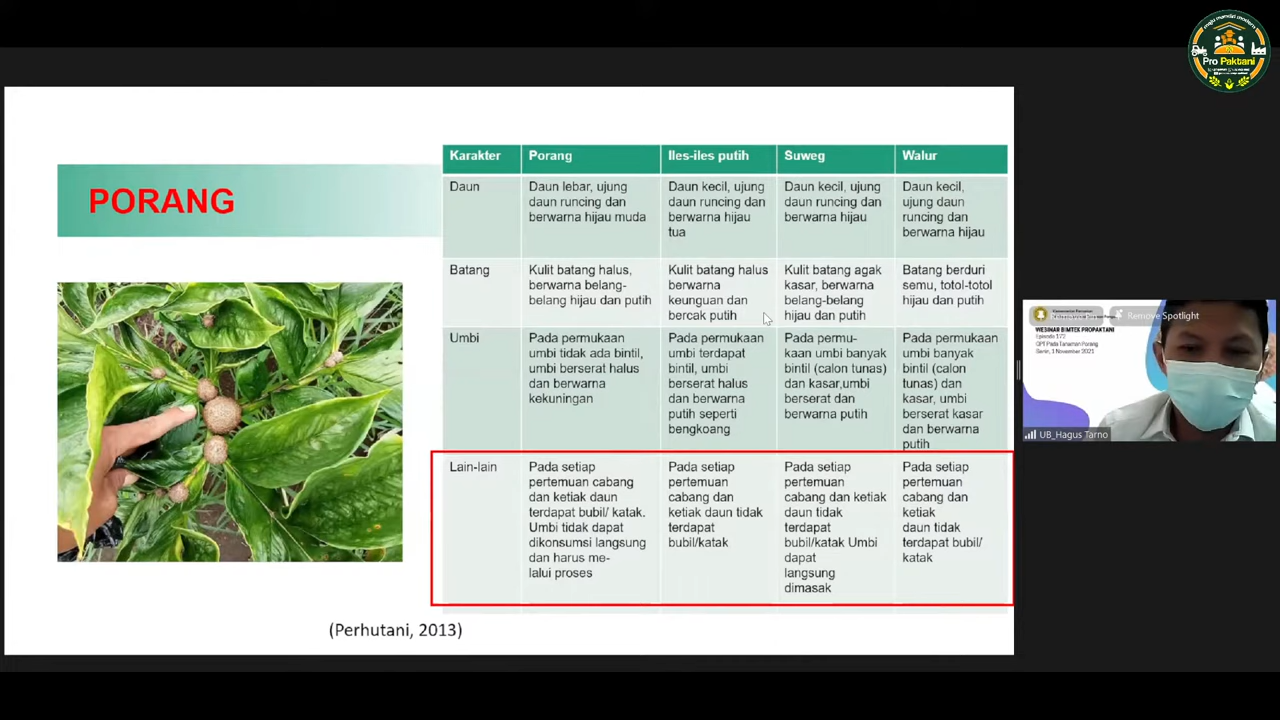 maju mandiri modern
Pro Paktani
PORANG
Karakter
Porang
Iles-iles putih
Suweg
Walur
Daun
Daun lebar, ujung
daun runcing dan
berwarna hijau muda
Daun kecil, ujung
daun runcing dan
berwarna hijau
tua
Daun kecil, ujung
daun runcing dan
berwarna hijau
Daun kecil,
ujung daun
runcing dan
berwarna hijau
Batang
Kulit batang halus,
berwarna belang-
belang hijau dan putih
Kulit batang halus
berwarna
keunguan dan
bercak putih
Kulit batang agak
kasar, berwarna
belang-belang
hijau dan putih
Batang berduri
semu, totol-totol
hijau dan putih
Umbi
Pada permukaan
umbi tidak ada bintil,
umbi berserat halus
dan berwarna
kekuningan
Pada permukaan
umbi terdapat
bintil, umbi
berserat halus
dan berwarna
putih seperti
bengkoang
Pada permu-
kaan umbi banyak
bintil (calon tunas)
dan kasar,umbi
berserat dan
berwarna putih
Pada permukaan
umbi banyak
bintil (calon
tunas) dan
kasar, umbi
berserat kasar
dan berwarna
putih
Lain-lain
Pada setiap
pertemuan cabang
dan ketiak daun
terdapat bubil/ katak.
Umbi tidak dapat
dikonsumsi langsung
dan harus me-
lalui proses
Pada setiap
pertemuan
cabang dan
ketiak daun tidak
terdapat
bubil/katak
Pada setiap
pertemuan
cabang dan ketiak
daun tidak
terdapat
bubil/katak Umbi
dapat
langsung
dimasak
Pada setiap
pertemuan
cabang dan
ketiak
daun tidak
terdapat bubil/
katak
(Perhutani, 2013)
Remove Spotlight
WEBINAR BIMTEK PROPAKTANI
Episode 172
OPT Pada Tanaman Porang
Senin, 1 November 2021
UB_Hagus Tarno